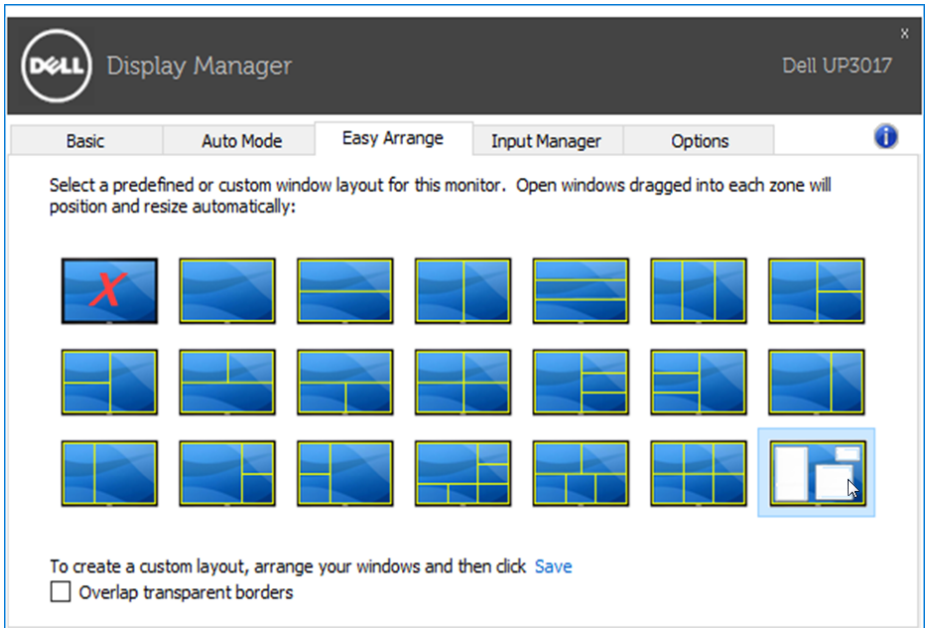 DELL Display Manager
x
Dell UP3017
Basic Auto Mode Easy Arrange Input Manager Options i
Select a predefined or custom window layout for this monitor. Open windows dragged into each zone will
position and resize automatically:
X
To create a custom layout, arrange your windows and then click Save
Overlap transparent borders